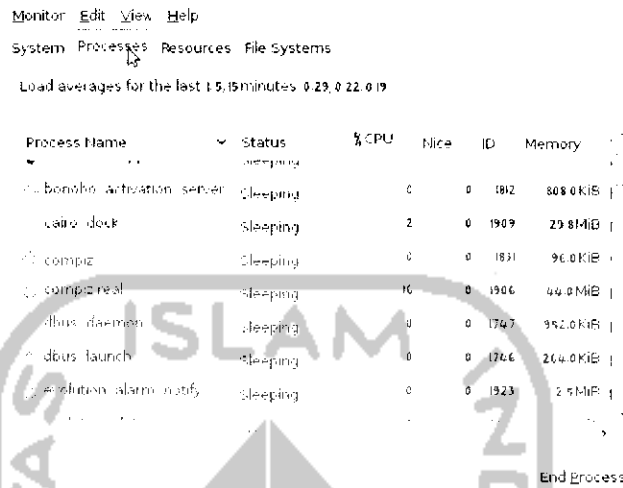 Monitor Edit View Help
System Processes Resources File Systems
Load averages for the last 1, 5, 15 minutes: 0.29, 0.22, 0.19
Process Name Status % CPU Nice ID Memory
Sleeping
bonobo-activation-server Sleeping 0 0 1812 808.0 KiB
cairo-dock Sleeping 2 0 1909 29.8 MiB
compiz Sleeping 0 0 1831 96.0 KiB
compiz.real Sleeping 16 0 1906 44.0 MiB
dbus-daemon Sleeping 0 0 1747 952.0 KiB
dbus-launch Sleeping 0 0 1746 264.0 KiB
evolution-alarm-notify Sleeping 0 0 1923 2.5 MiB
End Process
ISLAM